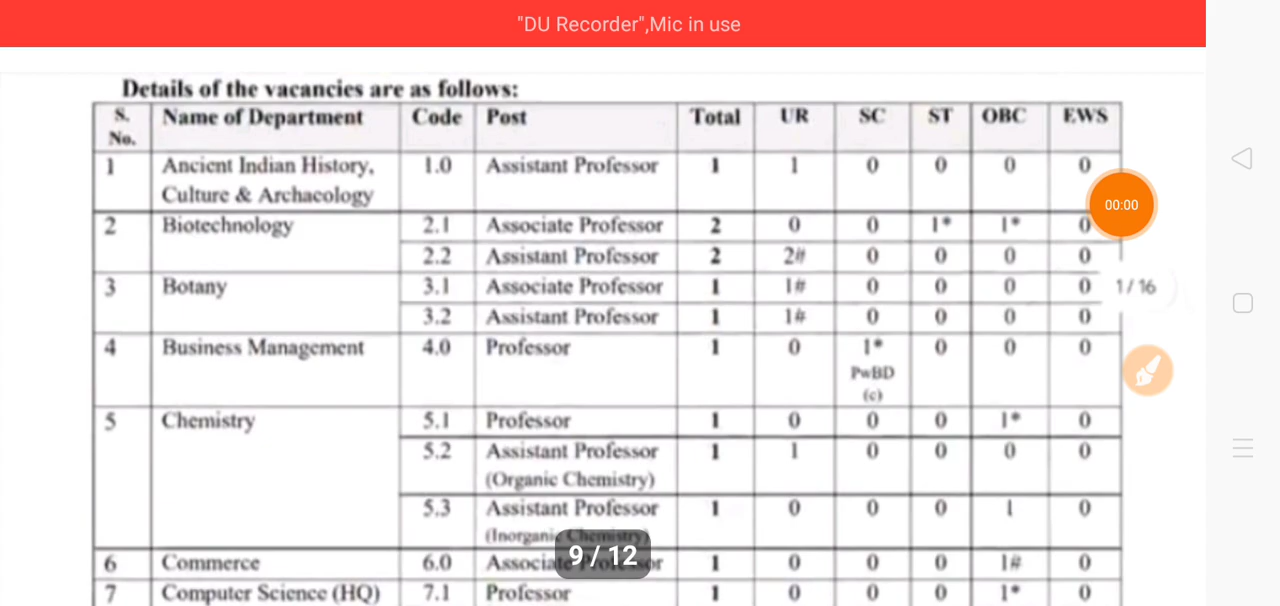 "DU Recorder",Mic in use
Details of the vacancies are as follows:
S. No. Name of Department Code Post Total UR SC ST OBC EWS
1 Ancient Indian History, Culture & Archaeology 1.0 Assistant Professor 1 1 0 0 0 0
00:00
2 Biotechnology 2.1 Associate Professor 2 0 0 1* 1* 0
2.2 Assistant Professor 2 2# 0 0 0 0
3 Botany 3.1 Associate Professor 1 1# 0 0 0 0
1/16
3.2 Assistant Professor 1 1# 0 0 0 0
4 Business Management 4.0 Professor 1 0 1* PwBD (c) 0 0 0
5 Chemistry 5.1 Professor 1 0 0 0 1* 0
5.2 Assistant Professor (Organic Chemistry) 1 1 0 0 0 0
5.3 Assistant Professor (Inorganic Chemistry) 1 0 0 0 1 0
9/12
6 Commerce 6.0 Associate Professor 1 0 0 0 1# 0
7 Computer Science (HQ) 7.1 Professor 1 0 0 0 1* 0